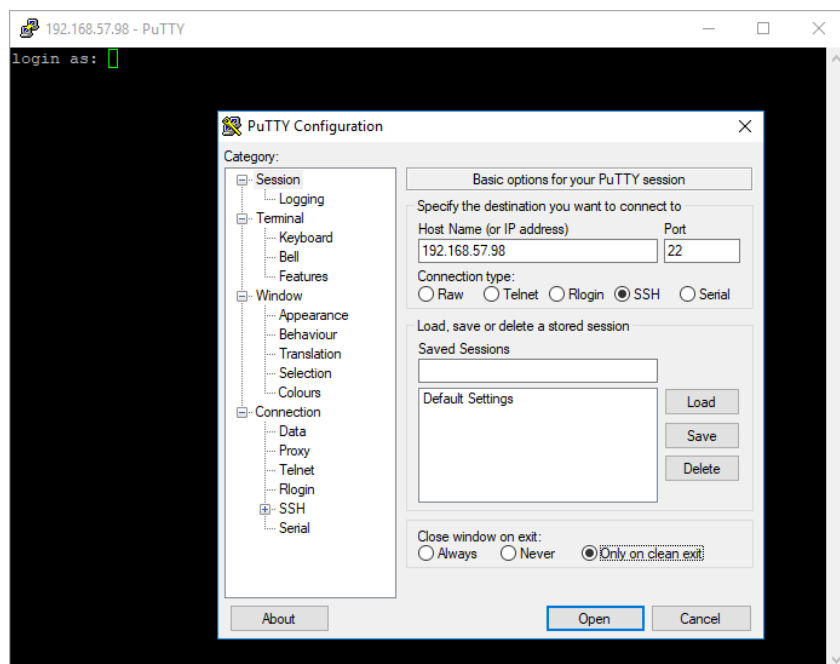 192.168.57.98 - PuTTY
login as:
PuTTY Configuration
Category:
Session
Logging
Terminal
Keyboard
Bell
Features
Window
Appearance
Behaviour
Translation
Selection
Colours
Connection
Data
Proxy
Telnet
Rlogin
SSH
Serial
Basic options for your PuTTY session
Specify the destination you want to connect to
Host Name (or IP address) Port
192.168.57.98 22
Connection type:
Raw Telnet Rlogin SSH Serial
Load, save or delete a stored session
Saved Sessions
Default Settings
Load
Save
Delete
Close window on exit:
Always Never Only on clean exit
About Open Cancel